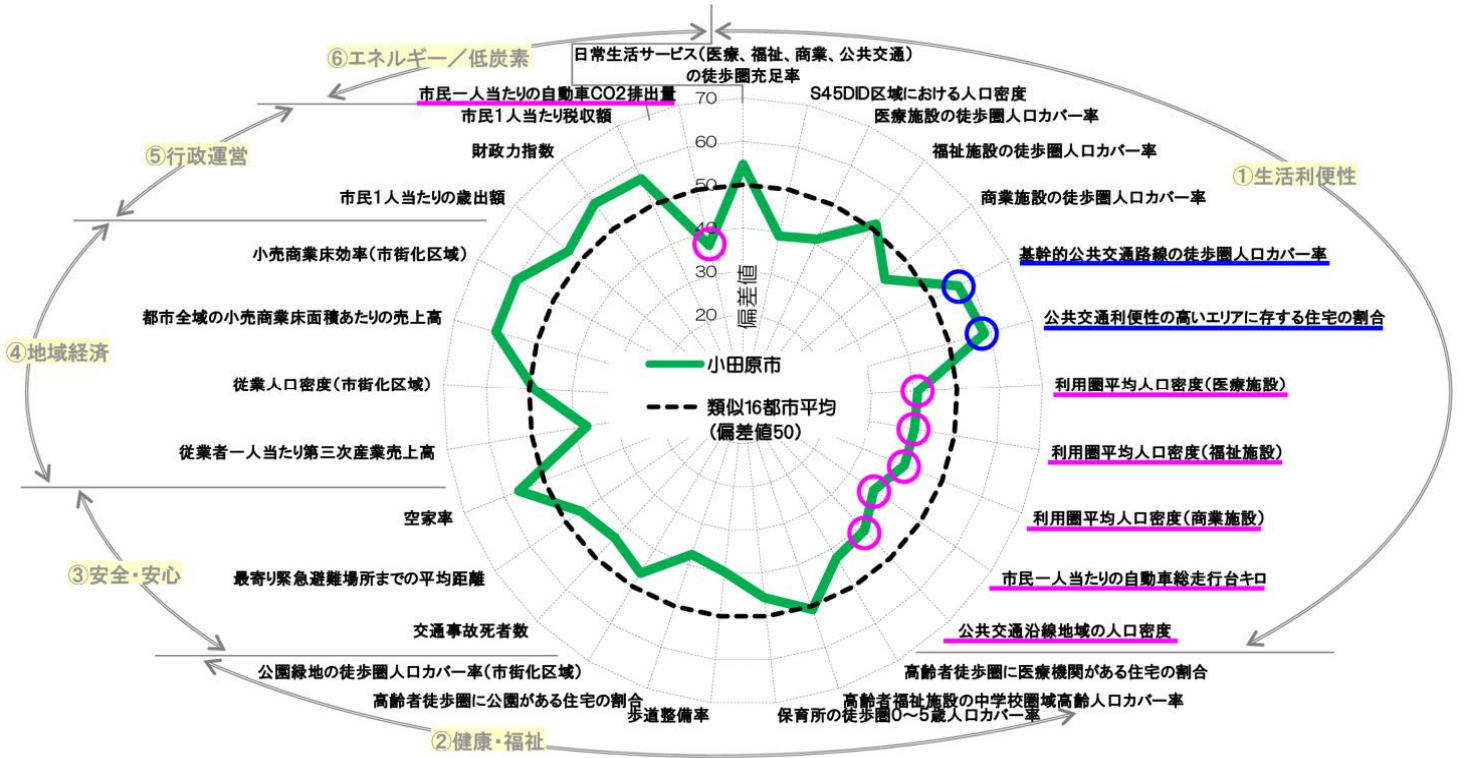 ⑥エネルギー／低炭素
日常生活サービス（医療、福祉、商業、公共交通）
の徒歩圏充足率
市民一人当たりの自動車CO2排出量
70
S45DID区域における人口密度
市民1人当たり税収額
医療施設の徒歩圏人口カバー率
60
⑤行政運営
財政力指数
福祉施設の徒歩圏人口カバー率
①生活利便性
50
市民1人当たりの歳出額
商業施設の徒歩圏人口カバー率
40
小売商業床効率（市街化区域）
基幹的公共交通路線の徒歩圏人口カバー率
30
偏差値
都市全域の小売商業床面積あたりの売上高
20
公共交通利便性の高いエリアに存する住宅の割合
④地域経済
小田原市
従業人口密度（市街化区域）
利用圏平均人口密度（医療施設）
類似16都市平均
（偏差値50）
従業者一人当たり第三次産業売上高
利用圏平均人口密度（福祉施設）
空家率
利用圏平均人口密度（商業施設）
③安全・安心
最寄り緊急避難場所までの平均距離
市民一人当たりの自動車総走行台キロ
交通事故死者数
公共交通沿線地域の人口密度
公園緑地の徒歩圏人口カバー率（市街化区域）
高齢者徒歩圏に医療機関がある住宅の割合
高齢者徒歩圏に公園がある住宅の割合
高齢者福祉施設の中学校圏域高齢人口カバー率
歩道整備率
保育所の徒歩圏0～5歳人口カバー率
②健康・福祉